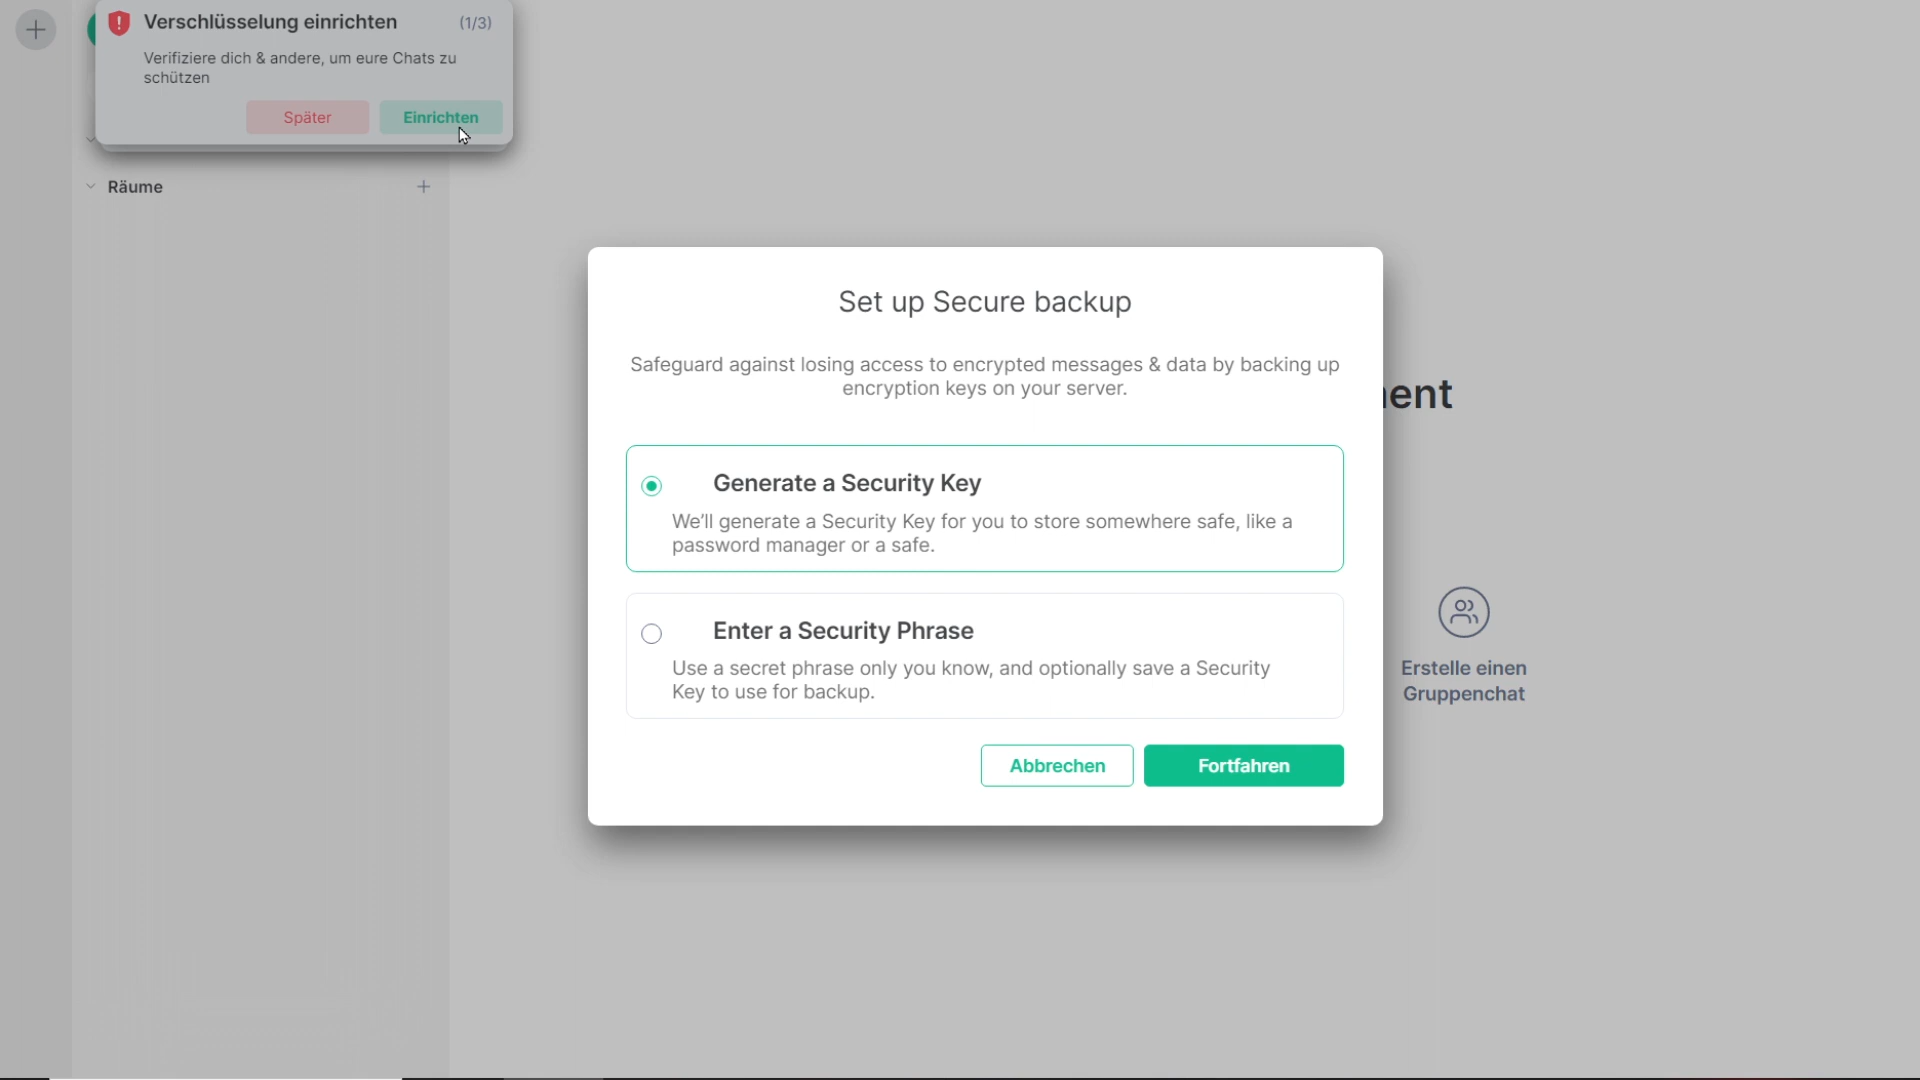 Verschlüsselung einrichten (1/3)
Verifiziere dich & andere, um eure Chats zu
schützen
Später Einrichten
Räume
Set up Secure backup
Safeguard against losing access to encrypted messages & data by backing up
encryption keys on your server.
Generate a Security Key
We'll generate a Security Key for you to store somewhere safe, like a
password manager or a safe.
Enter a Security Phrase
Use a secret phrase only you know, and optionally save a Security
Key to use for backup.
Abbrechen Fortfahren
Erstelle einen
Gruppenchat